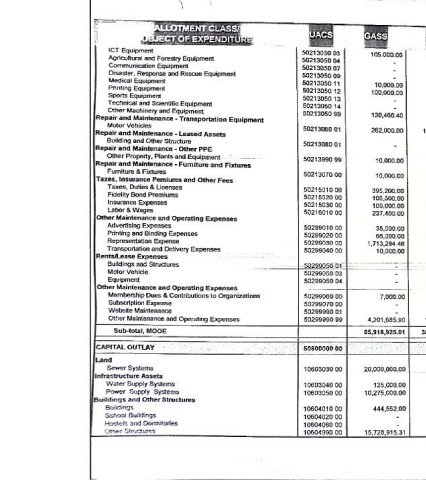 ALLOTMENT CLASS/ UACS GASS
OBJECT OF EXPENDITURE
ICT Equipment 50213050 03 105,000.00
Agricultural and Forestry Equipment 50213050 04 -
Communication Equipment 50213050 07 -
Disaster, Response and Rescue Equipment 50213050 09 -
Medical Equipment 50213050 11 10,000.00
Printing Equipment 50213050 12 100,000.00
Sports Equipment 50213050 13 -
Technical and Scientific Equipment 50213050 14 -
Other Machinery and Equipment 50213050 99 130,460.40
Repair and Maintenance - Transportation Equipment
Motor Vehicles 50213060 01 262,000.00 1
Repair and Maintenance - Leased Assets
Building and Other Structure 50213080 01 -
Repair and Maintenance - Other PPE
Other Property, Plants and Equipment 50213990 99 10,000.00
Repair and Maintenance - Furniture and Fixtures
Furniture & Fixtures 50213070 00 10,000.00
Taxes, Insurance Pemiums and Other Fees
Taxes, Duties & Licenses 50215010 00 395,200.00
Fidelity Bond Premiums 50215020 00 100,500.00
Insurance Expenses 50215030 00 100,000.00
Labor & Wages 50216010 00 237,400.00
Other Maintenance and Operating Expenses
Advertising Expenses 50299010 00 35,000.00
Printing and Binding Expenses 50299020 00 66,000.00
Representation Expense 50299030 00 1,713,294.48
Transportation and Delivery Expenses 50299040 00 10,000.00
Rents/Lease Expenses
Buildings and Structures 50299050 01 -
Motor Vehicle 50299050 03 -
Equipment 50299050 04 -
Other Maintenance and Operating Expenses
Membership Dues & Contributions to Organizations 50299060 00 7,000.00
Subscription Expense 50299070 00 -
Website Maintenance 50299990 01 -
Other Maintenance and Operating Expenses 50299990 99 4,201,685.90
Sub-total, MOOE 85,918,925.01
CAPITAL OUTLAY 50600000 00
Land
Sewer Systems 10603030 00 20,000,000.00
Infrastructure Assets
Water Supply Systems 10603040 00 125,000.00
Power Supply Systems 10603050 00 10,275,000.00
Buildings and Other Structures
Buildings 10604010 00 444,552.00
School Buildings 10604020 00 -
Hostels and Dormitories 10604060 00 -
Other Structures 10604990 00 15,728,915.31